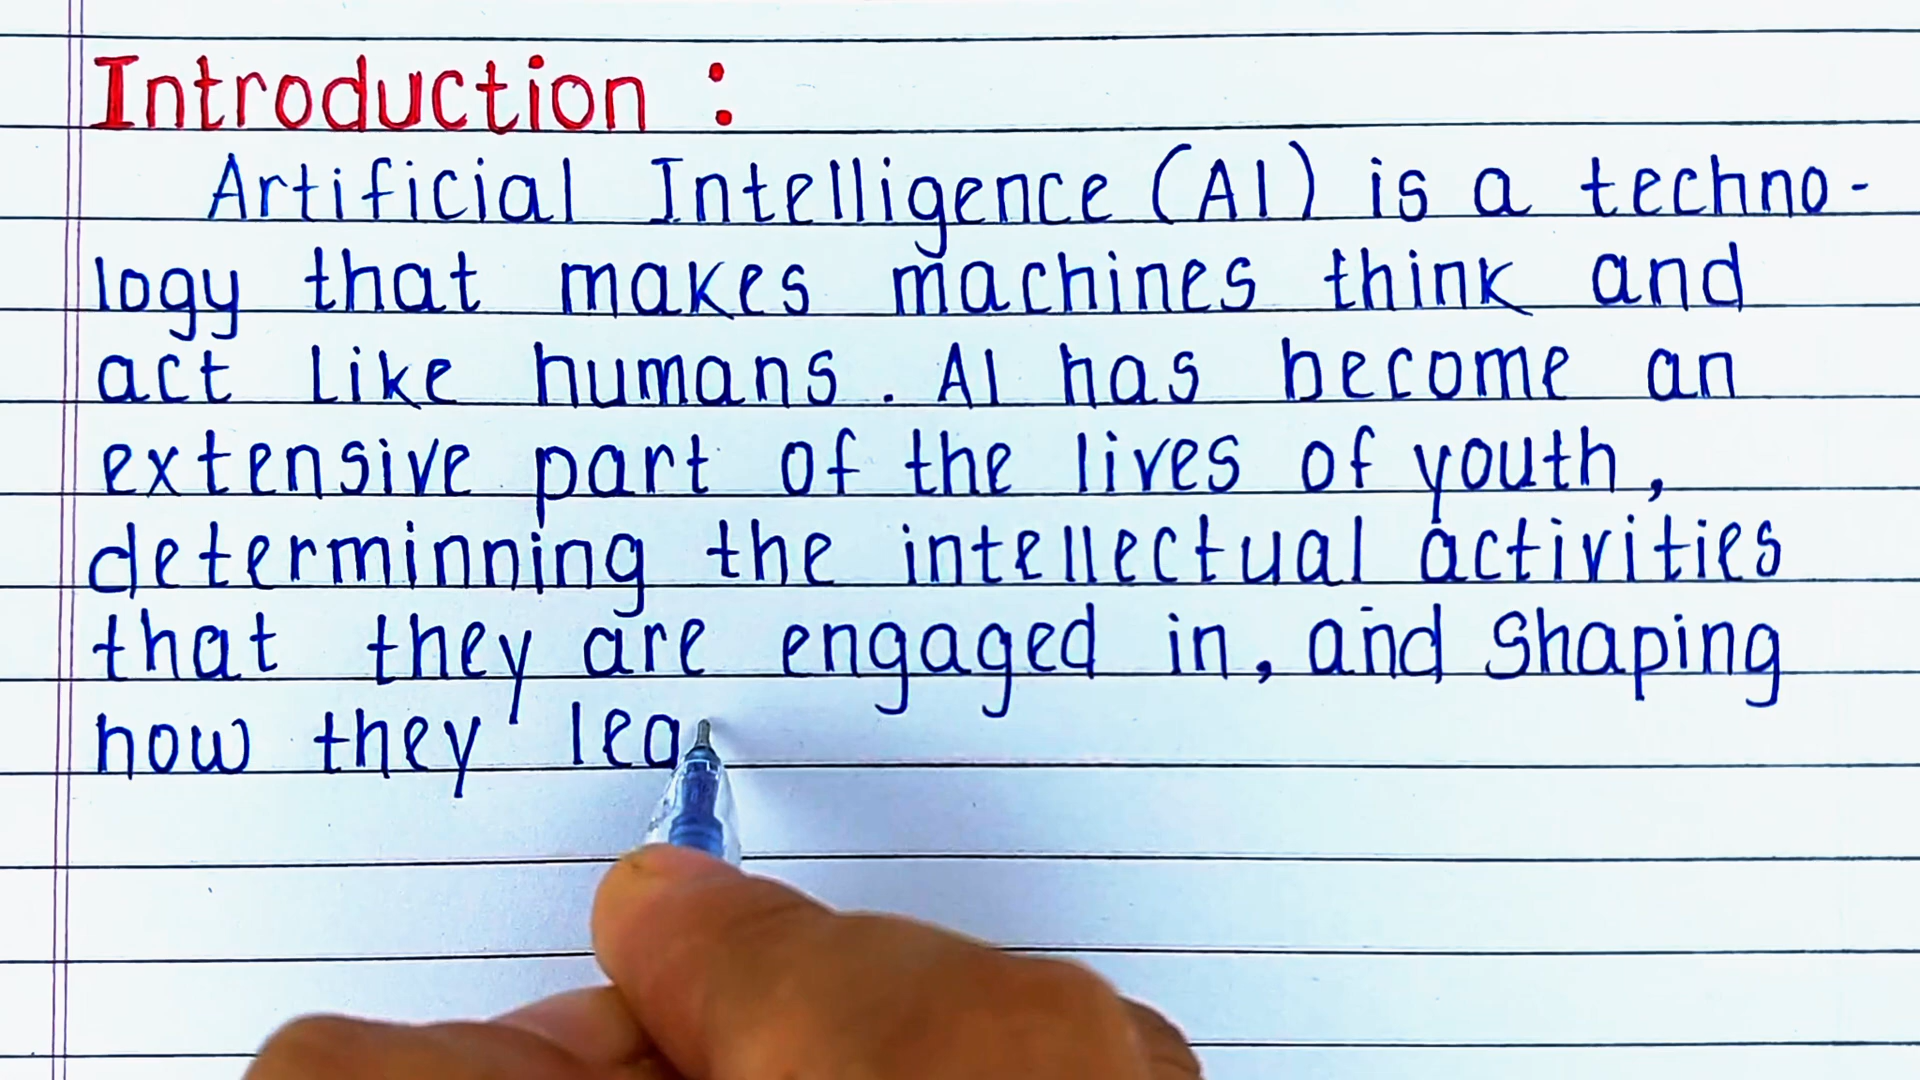 Introduction :
Artificial Intelligence (AI) is a techno-
logy that makes machines think and
act like humans. AI has become an
extensive part of the lives of youth,
determinning the intellectual activities
that they are engaged in, and shaping
how they lea